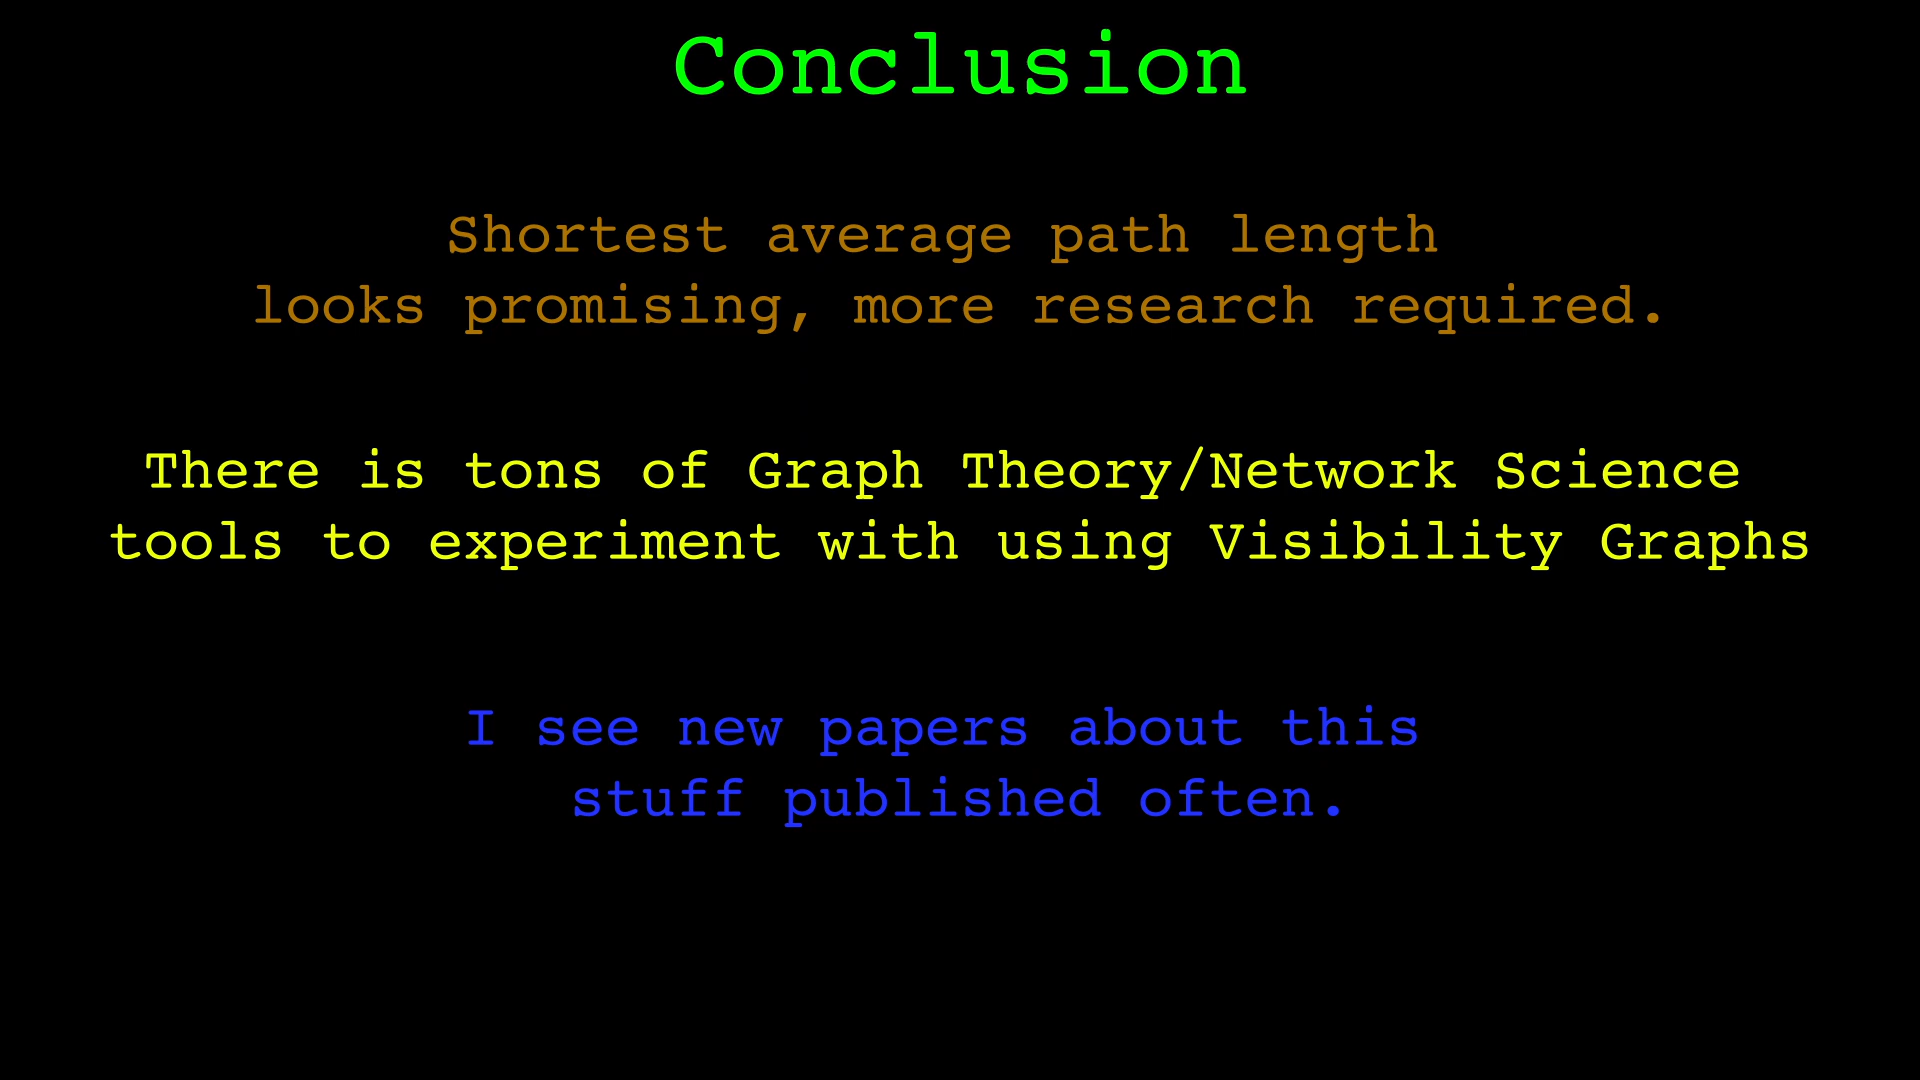 Conclusion
Shortest average path length
looks promising, more research required.
There is tons of Graph Theory/Network Science
tools to experiment with using Visibility Graphs
I see new papers about this
stuff published often.